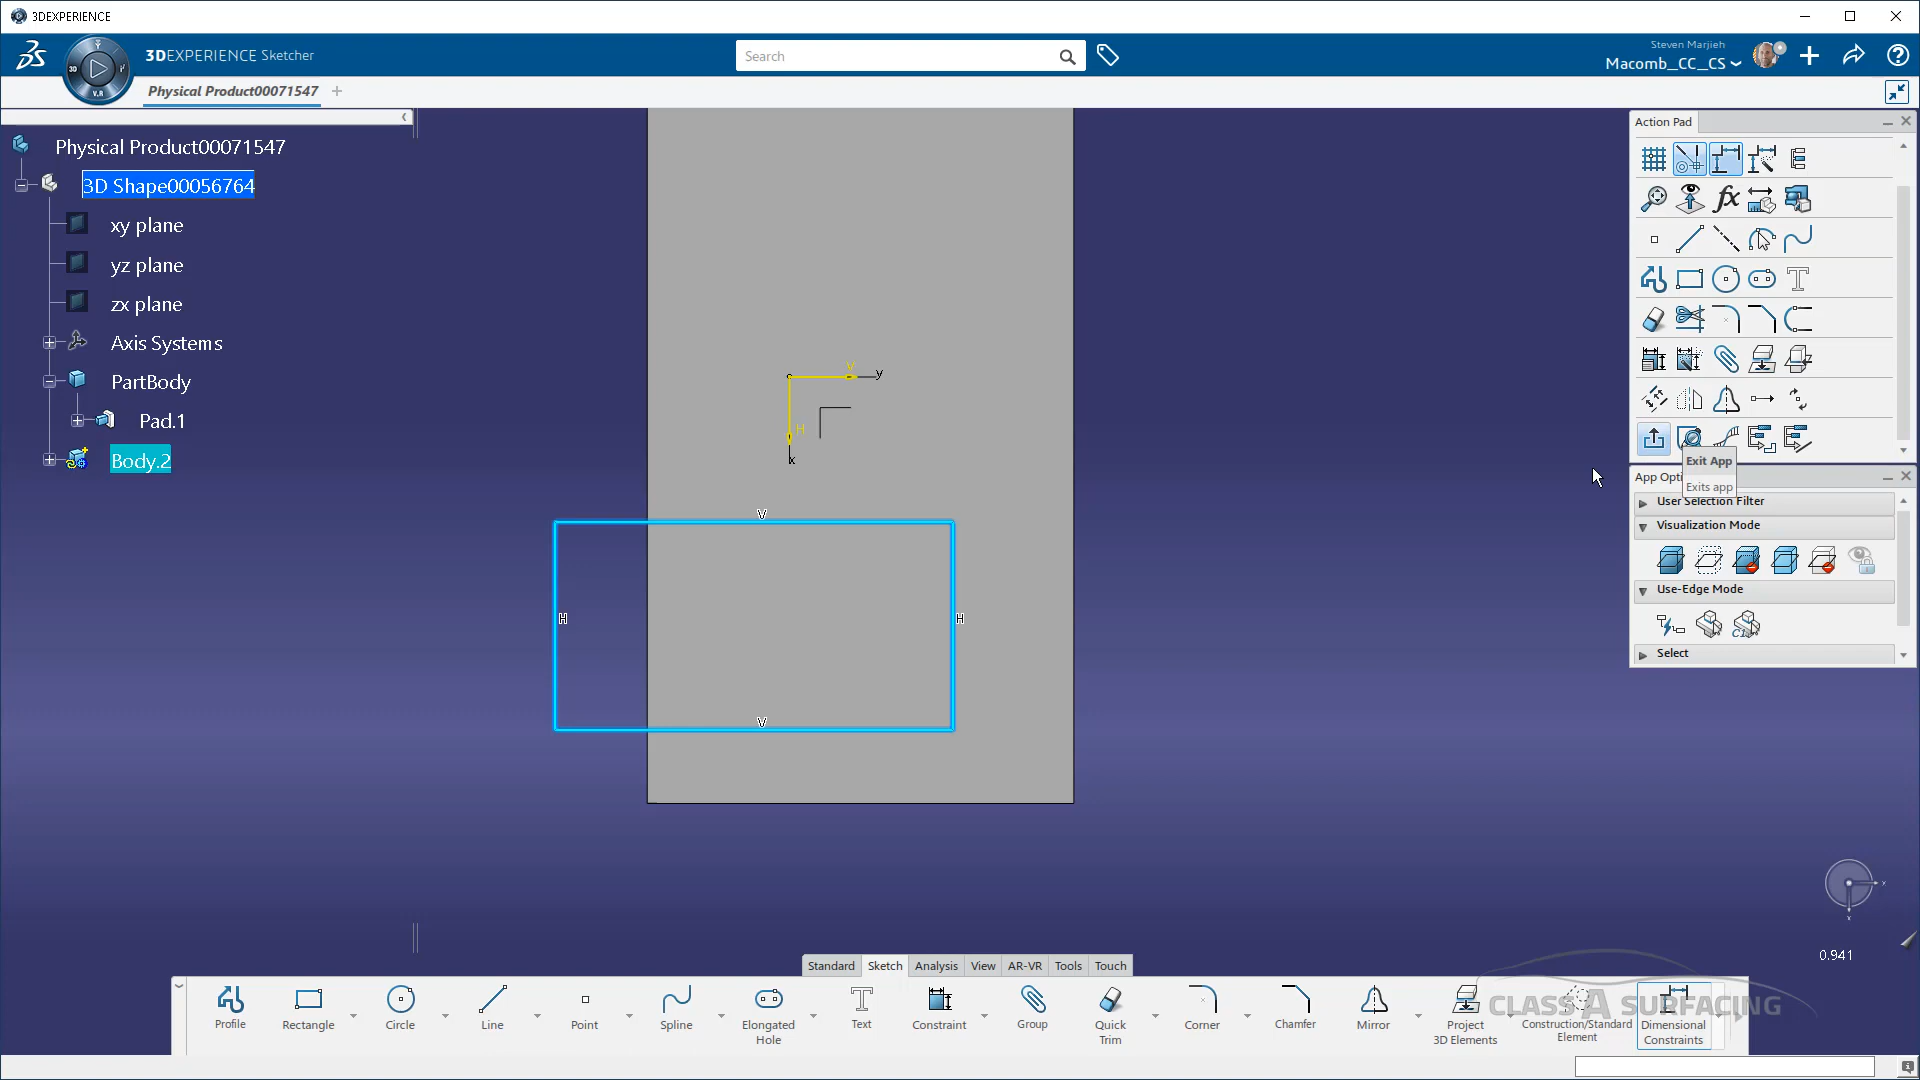 3DEXPERIENCE
3DEXPERIENCE Sketcher
3D
V.R
Search
Steven Marjieh
Macomb_CC_CS
Physical Product00071547
Physical Product00071547
3D Shape00056764
xy plane
yz plane
zx plane
Axis Systems
PartBody
Pad.1
Body.2
V
y
H
x
V
H
H
V
Action Pad
Exit App
Exits app
App Opti
User Selection Filter
Visualization Mode
Use-Edge Mode
Select
x
x
0.941
Standard
Sketch
Analysis
View
AR-VR
Tools
Touch
Profile
Rectangle
Circle
Line
Point
Spline
Elongated
Hole
Text
Constraint
Group
Quick
Trim
Corner
Chamfer
Mirror
Project
3D Elements
Construction/Standard
Element
Dimensional
Constraints
CLASS A SURFACING